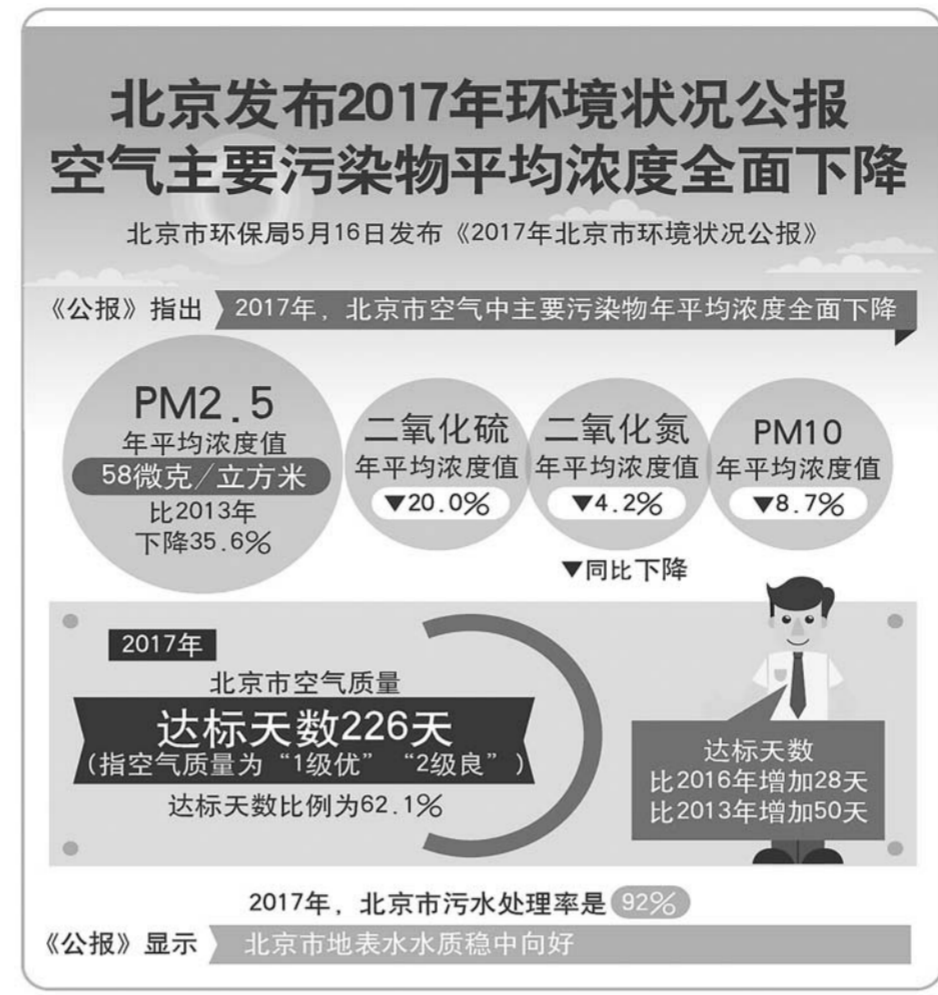 北京发布2017年环境状况公报
空气主要污染物平均浓度全面下降
北京市环保局5月16日发布《2017年北京市环境状况公报》
《公报》指出
2017年，北京市空气中主要污染物年平均浓度全面下降
PM2.5
年平均浓度值
58微克/立方米
比2013年
下降35.6%
二氧化硫
年平均浓度值
▼20.0%
二氧化氮
年平均浓度值
▼4.2%
PM10
年平均浓度值
▼8.7%
▼同比下降
2017年
北京市空气质量
达标天数226天
（指空气质量为“1级优”“2级良”）
达标天数比例为62.1%
达标天数
比2016年增加28天
比2013年增加50天
2017年，北京市污水处理率是 92%
《公报》显示
北京市地表水水质稳中向好